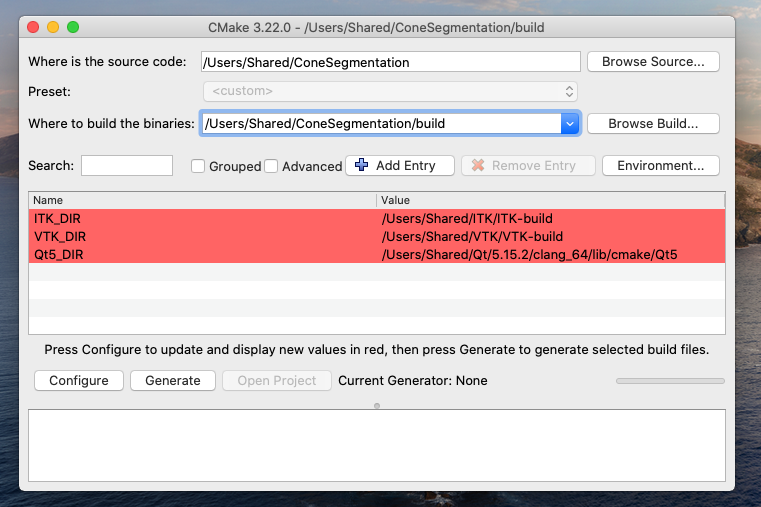 CMake 3.22.0 - /Users/Shared/ConeSegmentation/build
Where is the source code: /Users/Shared/ConeSegmentation Browse Source...
Preset: <custom>
Where to build the binaries: /Users/Shared/ConeSegmentation/build Browse Build...
Search: Grouped Advanced Add Entry Remove Entry Environment...
Name Value
ITK_DIR /Users/Shared/ITK/ITK-build
VTK_DIR /Users/Shared/VTK/VTK-build
Qt5_DIR /Users/Shared/Qt/5.15.2/clang_64/lib/cmake/Qt5
Press Configure to update and display new values in red, then press Generate to generate selected build files.
Configure Generate Open Project Current Generator: None